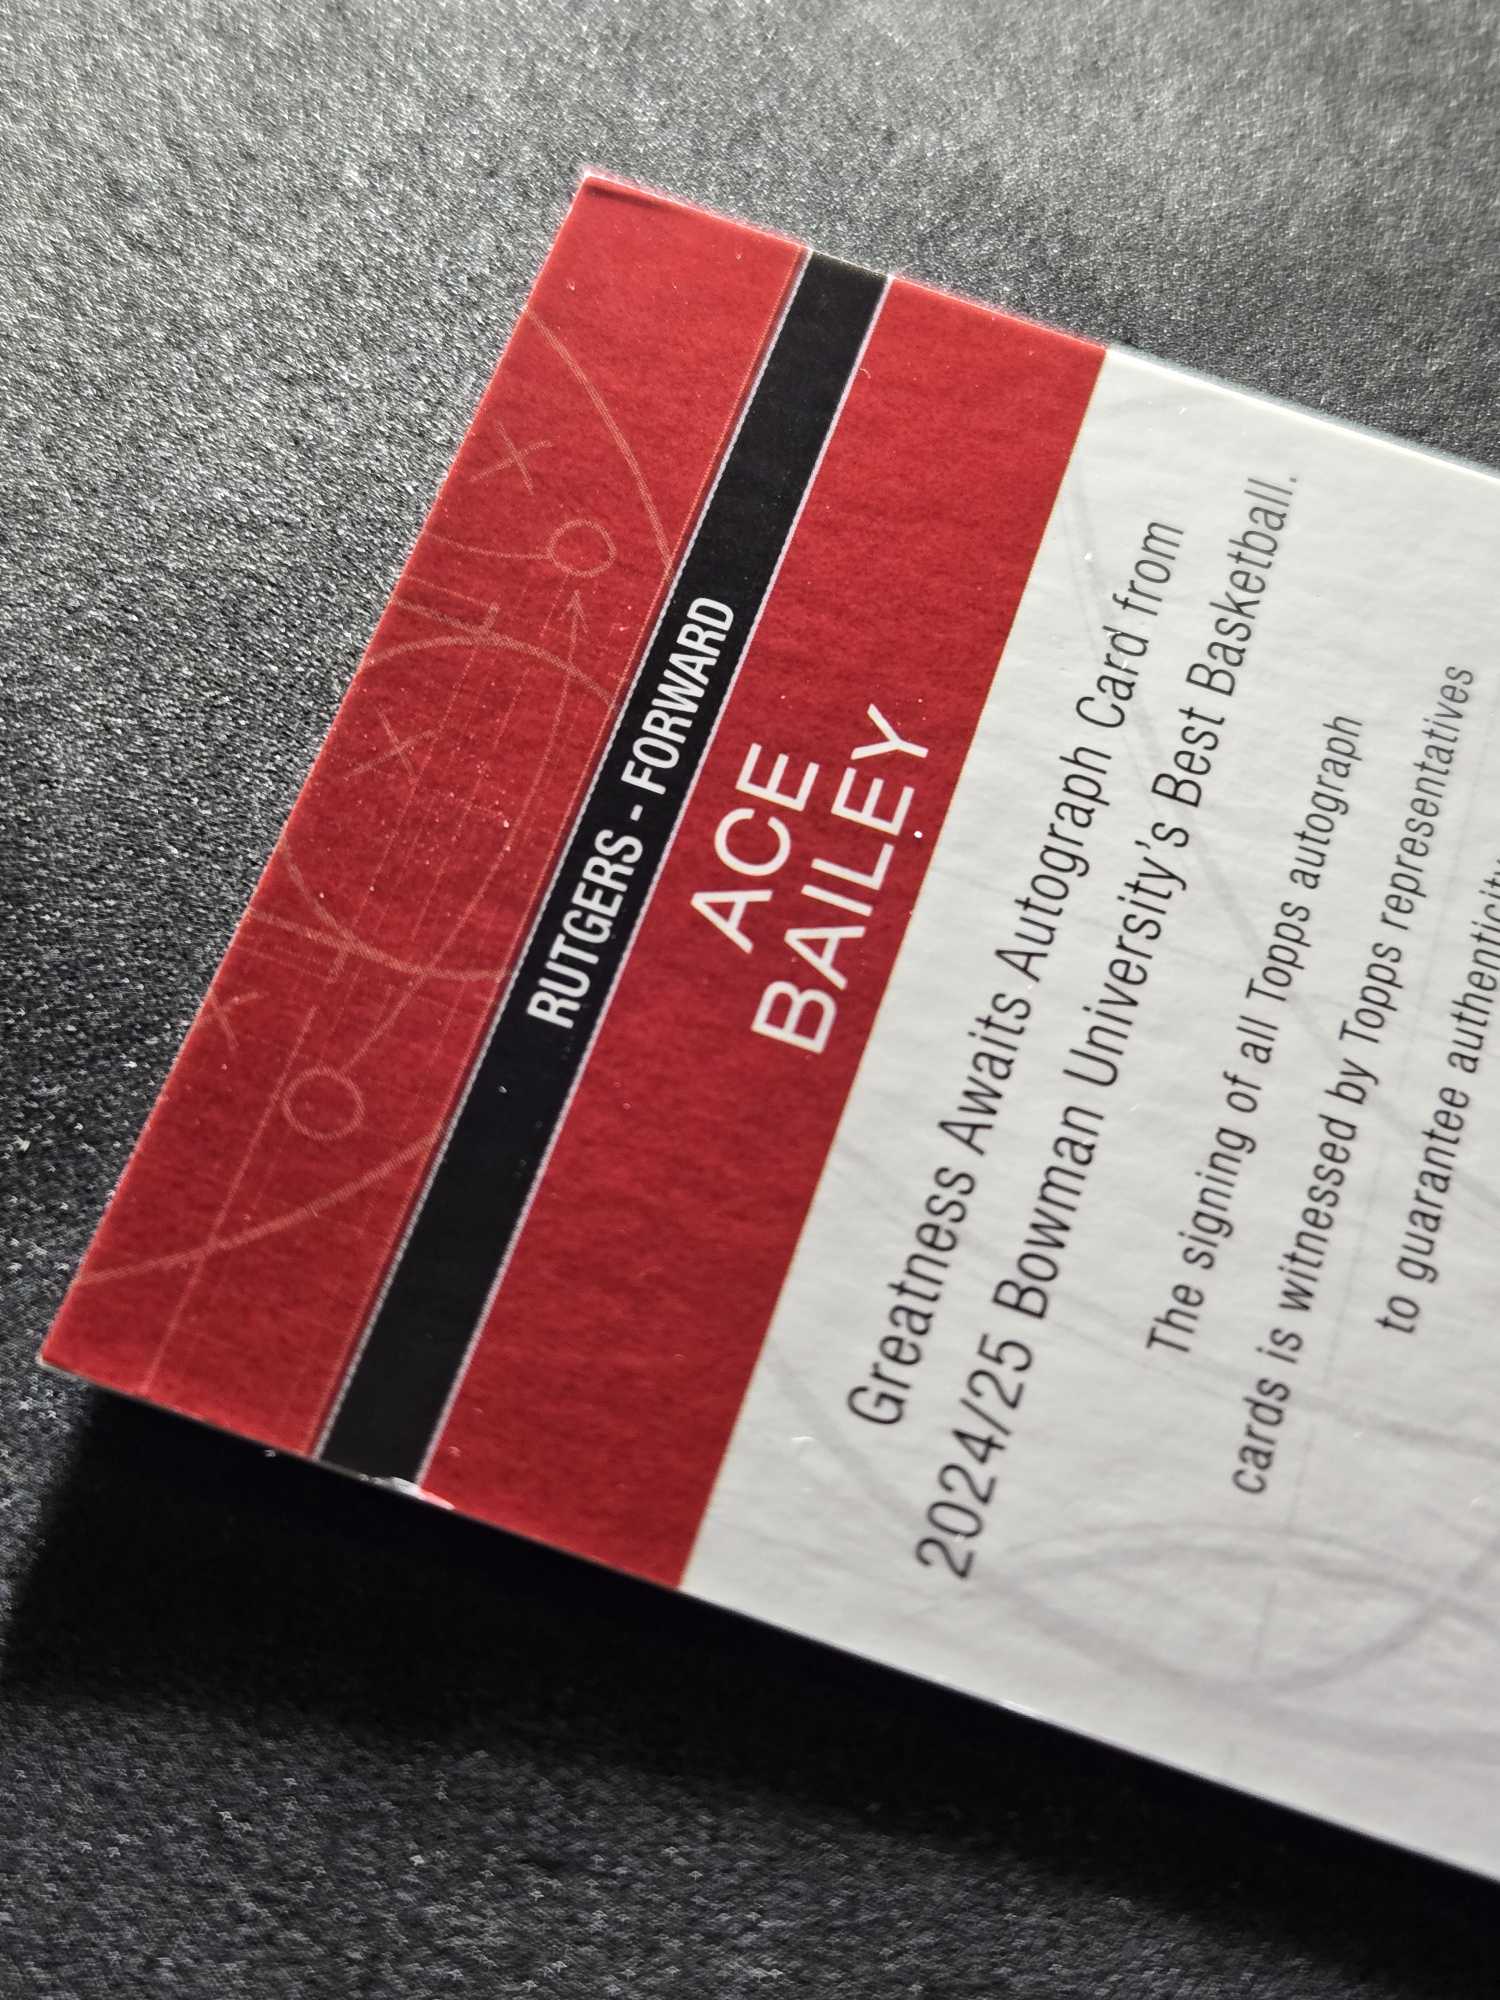 RUTGERS - FORWARD
ACE
BAILEY
Greatness Awaits Autograph Card from
2024/25 Bowman University's Best Basketball.
The signing of all Topps autograph
cards is witnessed by Topps representatives
to guarantee authenticity